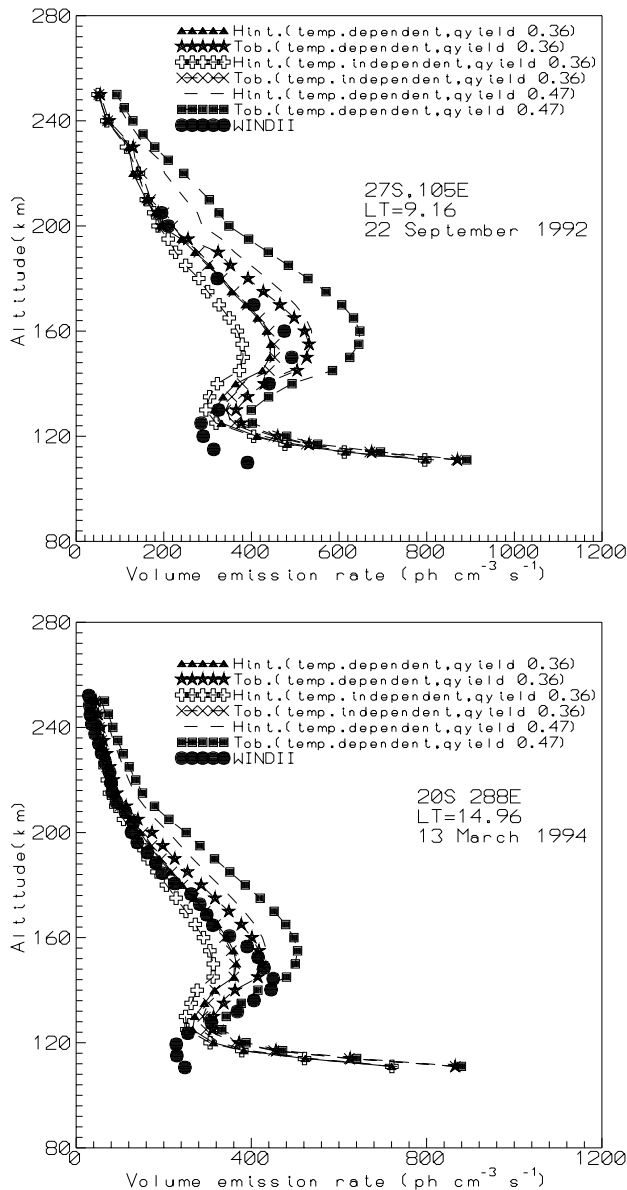 280
240
200
160
120
80
Altitude(km)
Hint.(temp.dependent,qyield 0.36)
Tob.(temp.dependent,qyield 0.36)
Hint.(temp.independent,qyield 0.36)
Tob.(temp.independent,qyield 0.36)
Hint.(temp.dependent,qyield 0.47)
Tob.(temp.dependent,qyield 0.47)
WINDII
27S,105E
LT=9.16
22 September 1992
0 200 400 600 800 1000 1200
Volume emission rate (ph cm⁻³ s⁻¹)
280
240
200
160
120
80
Altitude(km)
Hint.(temp.dependent,qyield 0.36)
Tob.(temp.dependent,qyield 0.36)
Hint.(temp.independent,qyield 0.36)
Tob.(temp.independent,qyield 0.36)
Hint.(temp.dependent,qyield 0.47)
Tob.(temp.dependent,qyield 0.47)
WINDII
20S 288E
LT=14.96
13 March 1994
0 400 800 1200
Volume emission rate (ph cm⁻³ s⁻¹)